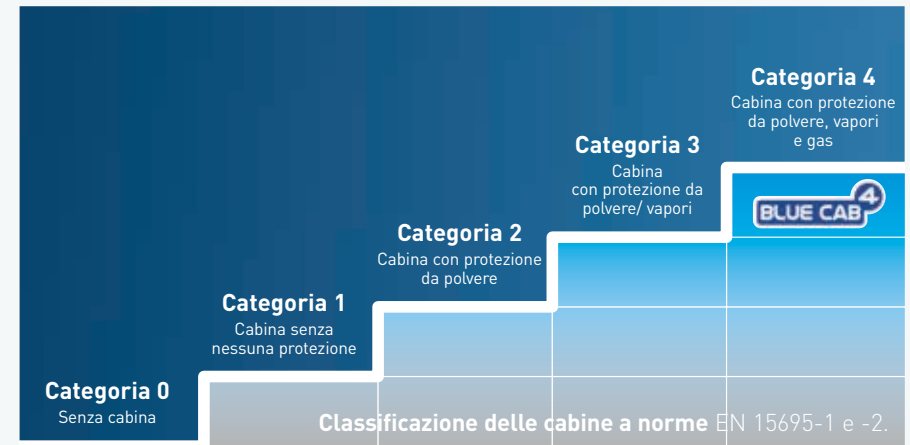 Categoria 4
Cabina con protezione
da polvere, vapori
e gas
Categoria 3
Cabina
con protezione da
polvere/ vapori
BLUE CAB 4
Categoria 2
Cabina con protezione
da polvere
Categoria 1
Cabina senza
nessuna protezione
Categoria 0
Senza cabina
Classificazione delle cabine a norme EN 15695-1 e -2.